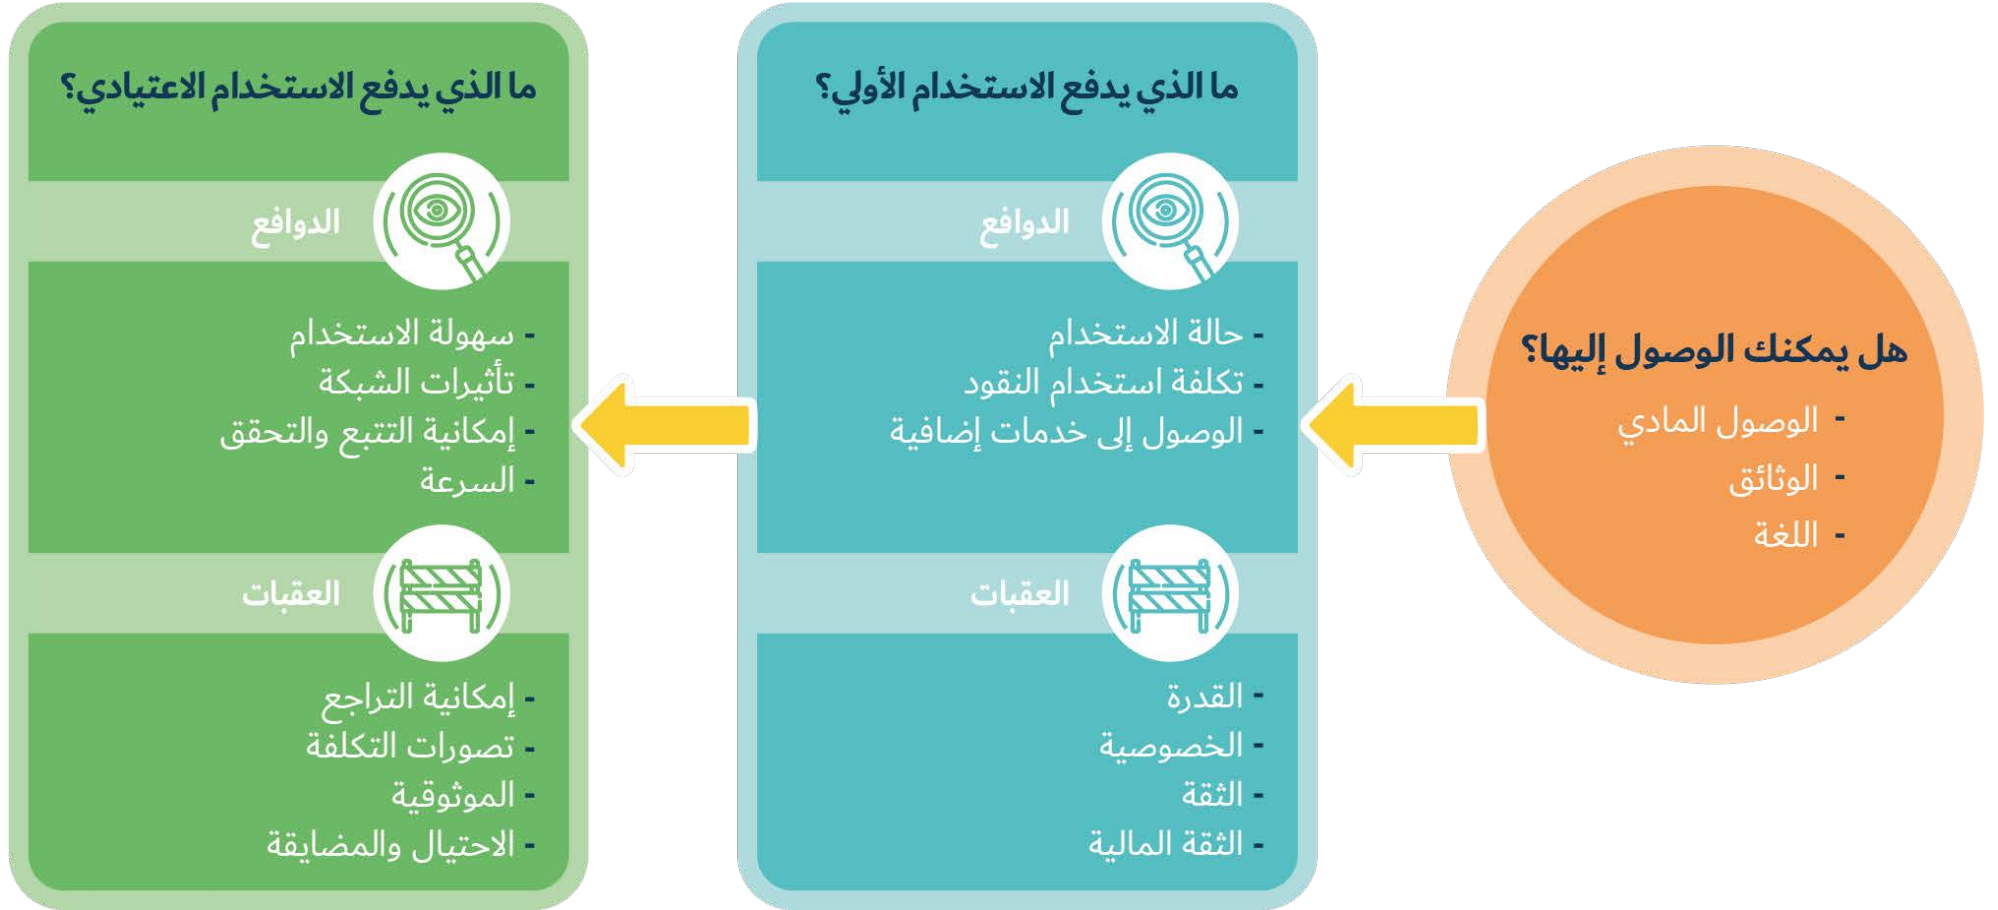 هل يمكنك الوصول إليها؟
- الوصول المادي
- الوثائق
- اللغة
ما الذي يدفع الاستخدام الأولي؟
الدوافع
- حالة الاستخدام
- تكلفة استخدام النقود
- الوصول إلى خدمات إضافية
العقبات
- القدرة
- الخصوصية
- الثقة
- الثقة المالية
ما الذي يدفع الاستخدام الاعتيادي؟
الدوافع
- سهولة الاستخدام
- تأثيرات الشبكة
- إمكانية التتبع والتحقق
- السرعة
العقبات
- إمكانية التراجع
- تصورات التكلفة
- الموثوقية
- الاحتيال والمضايقة